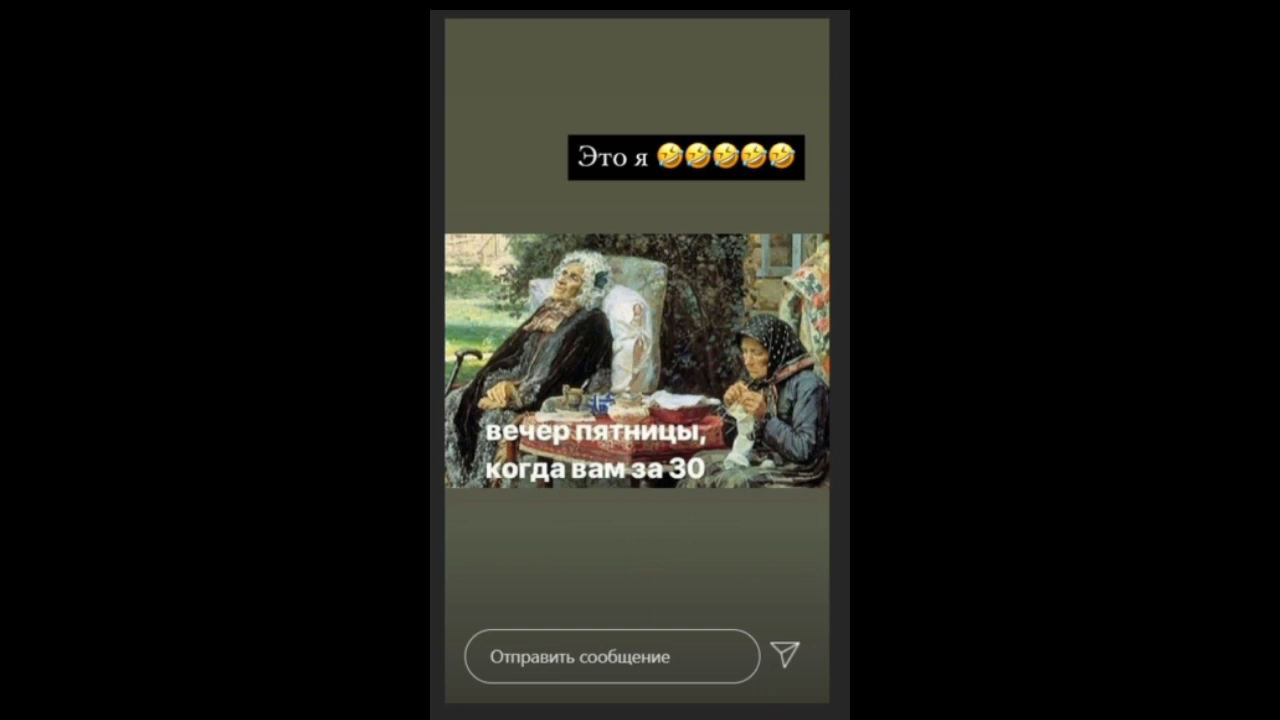 Это я 🤣🤣🤣🤣🤣
вечер пятницы,
когда вам за 30
Отправить сообщение